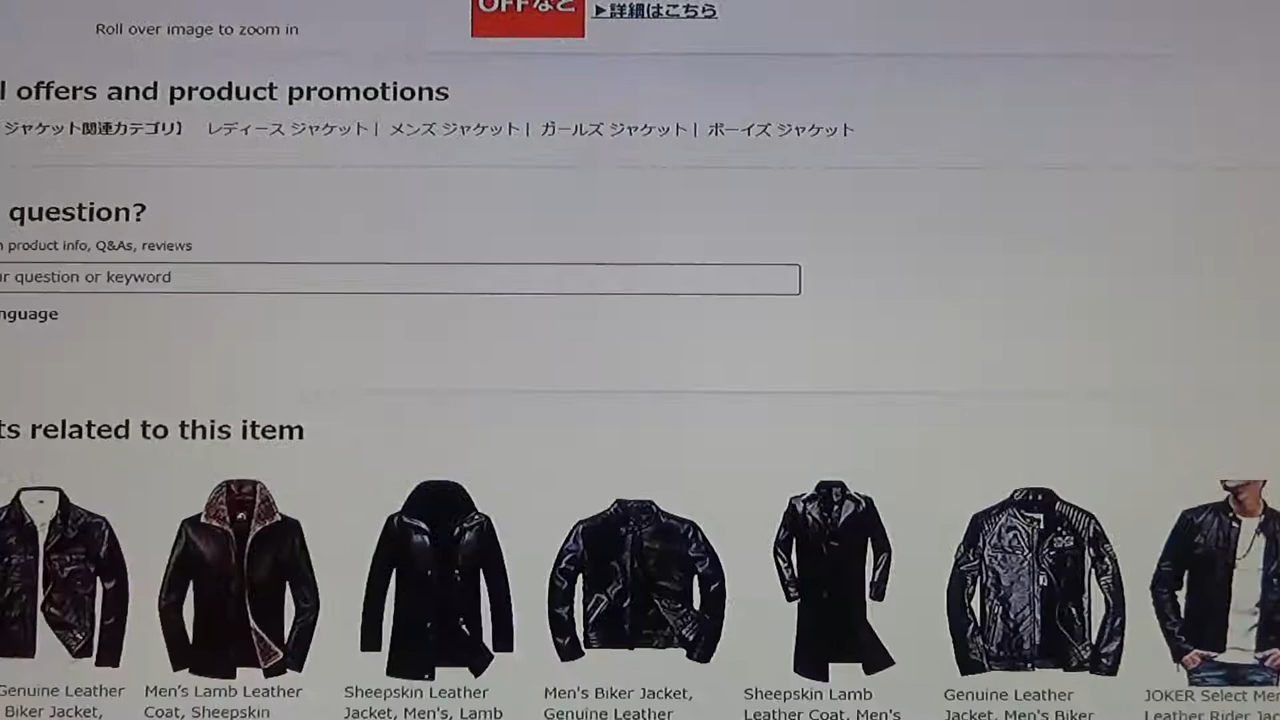 OFFなど
▶詳細はこちら
Roll over image to zoom in
l offers and product promotions
ジャケット関連カテゴリ】 レディース ジャケット | メンズ ジャケット | ガールズ ジャケット | ボーイズ ジャケット
question?
n product info, Q&As, reviews
ur question or keyword
nguage
ts related to this item
Genuine Leather
Biker Jacket,
Men's Lamb Leather
Coat, Sheepskin
Sheepskin Leather
Jacket, Men's, Lamb
Men's Biker Jacket,
Genuine Leather
Sheepskin Lamb
Leather Coat, Men's
Genuine Leather
Jacket, Men's Biker
JOKER Select Me
Leather Rider Ja